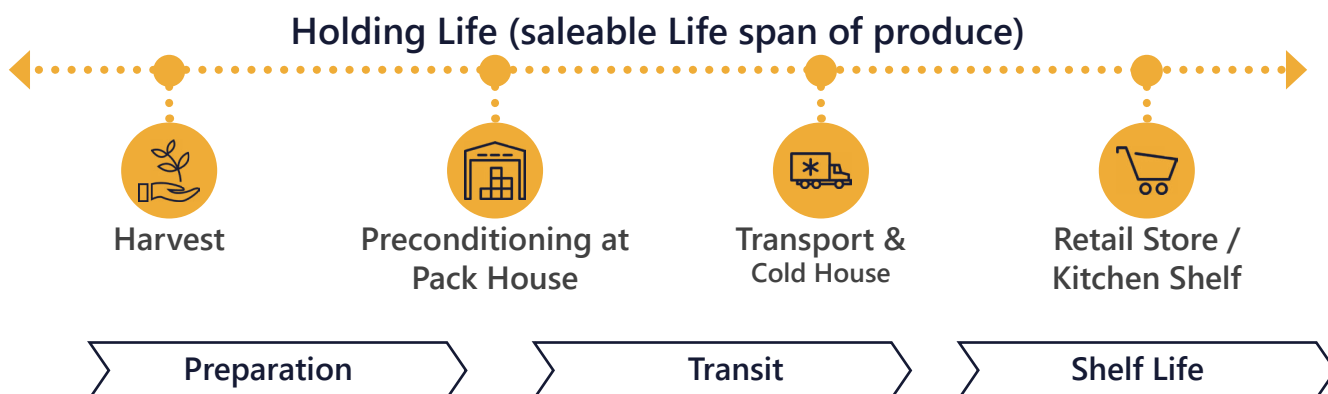 Holding Life (saleable Life span of produce)
Harvest
Preconditioning at
Pack House
Transport &
Cold House
Retail Store /
Kitchen Shelf
Preparation
Transit
Shelf Life